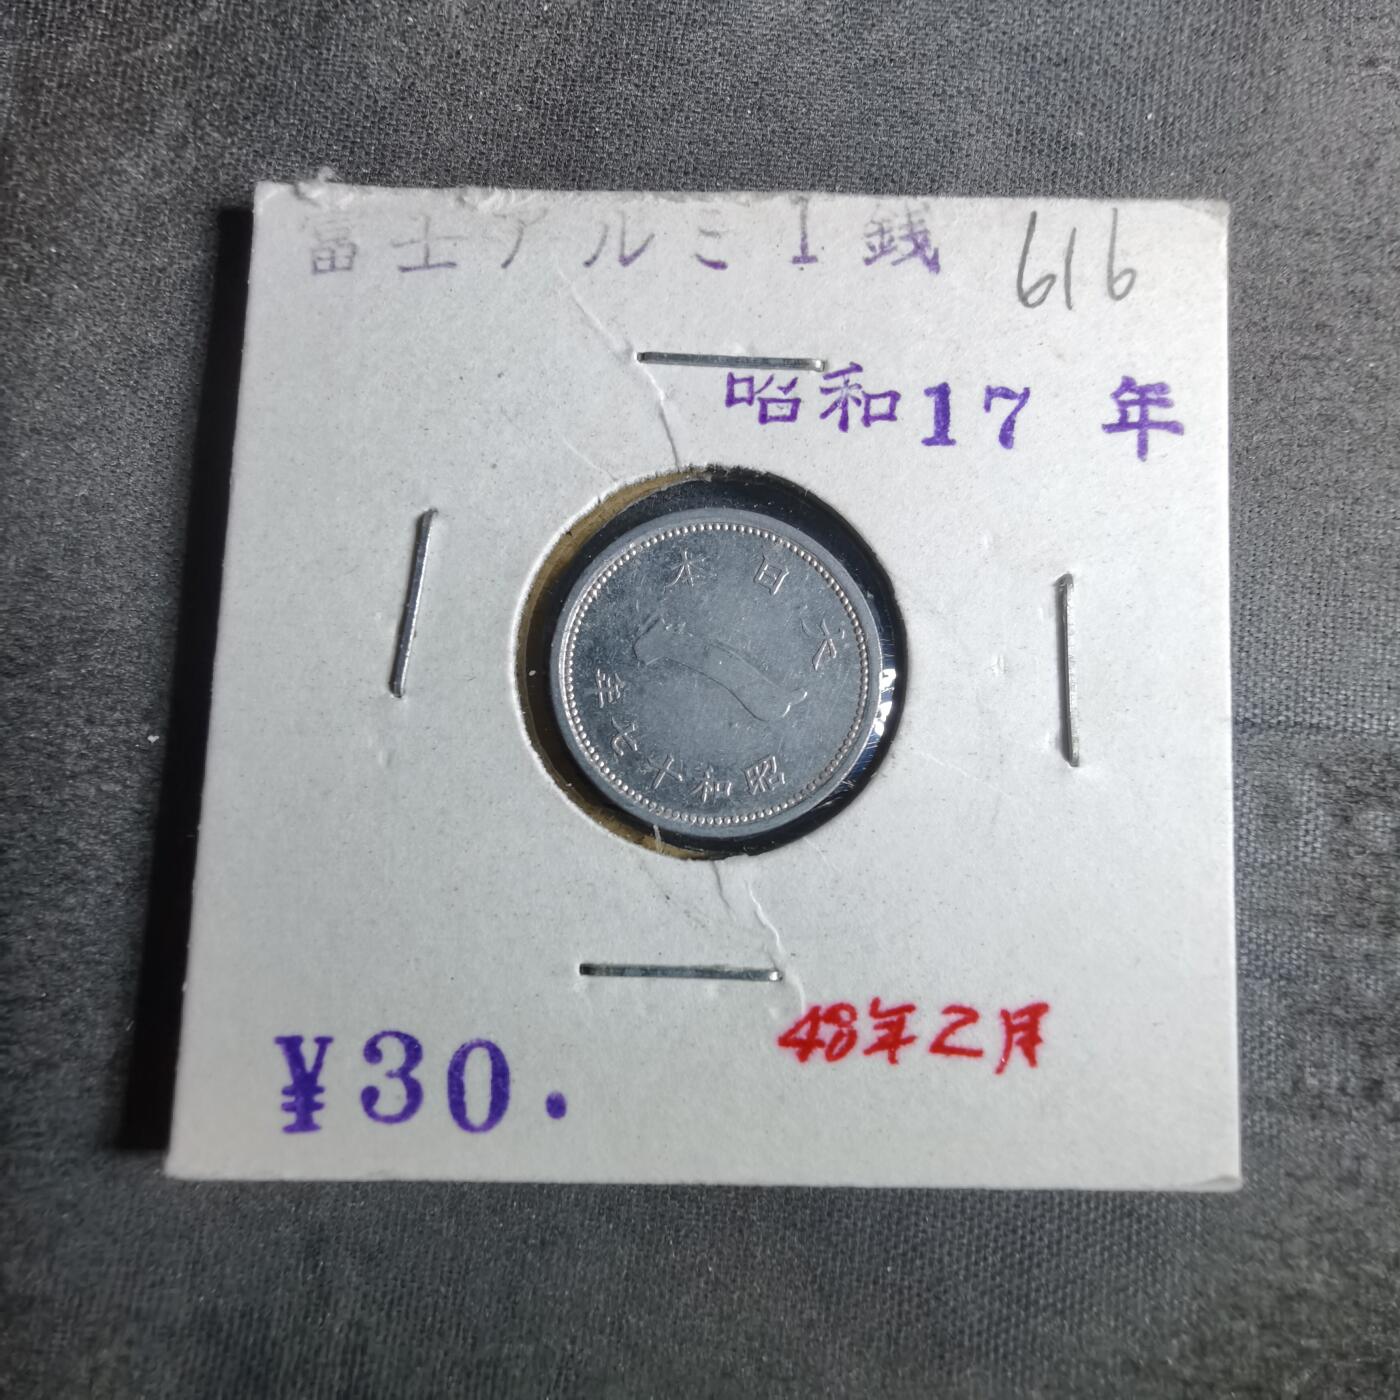 富士アルミ1銭 616
昭和17年
大日本
昭和十七年
¥30.
48年2月